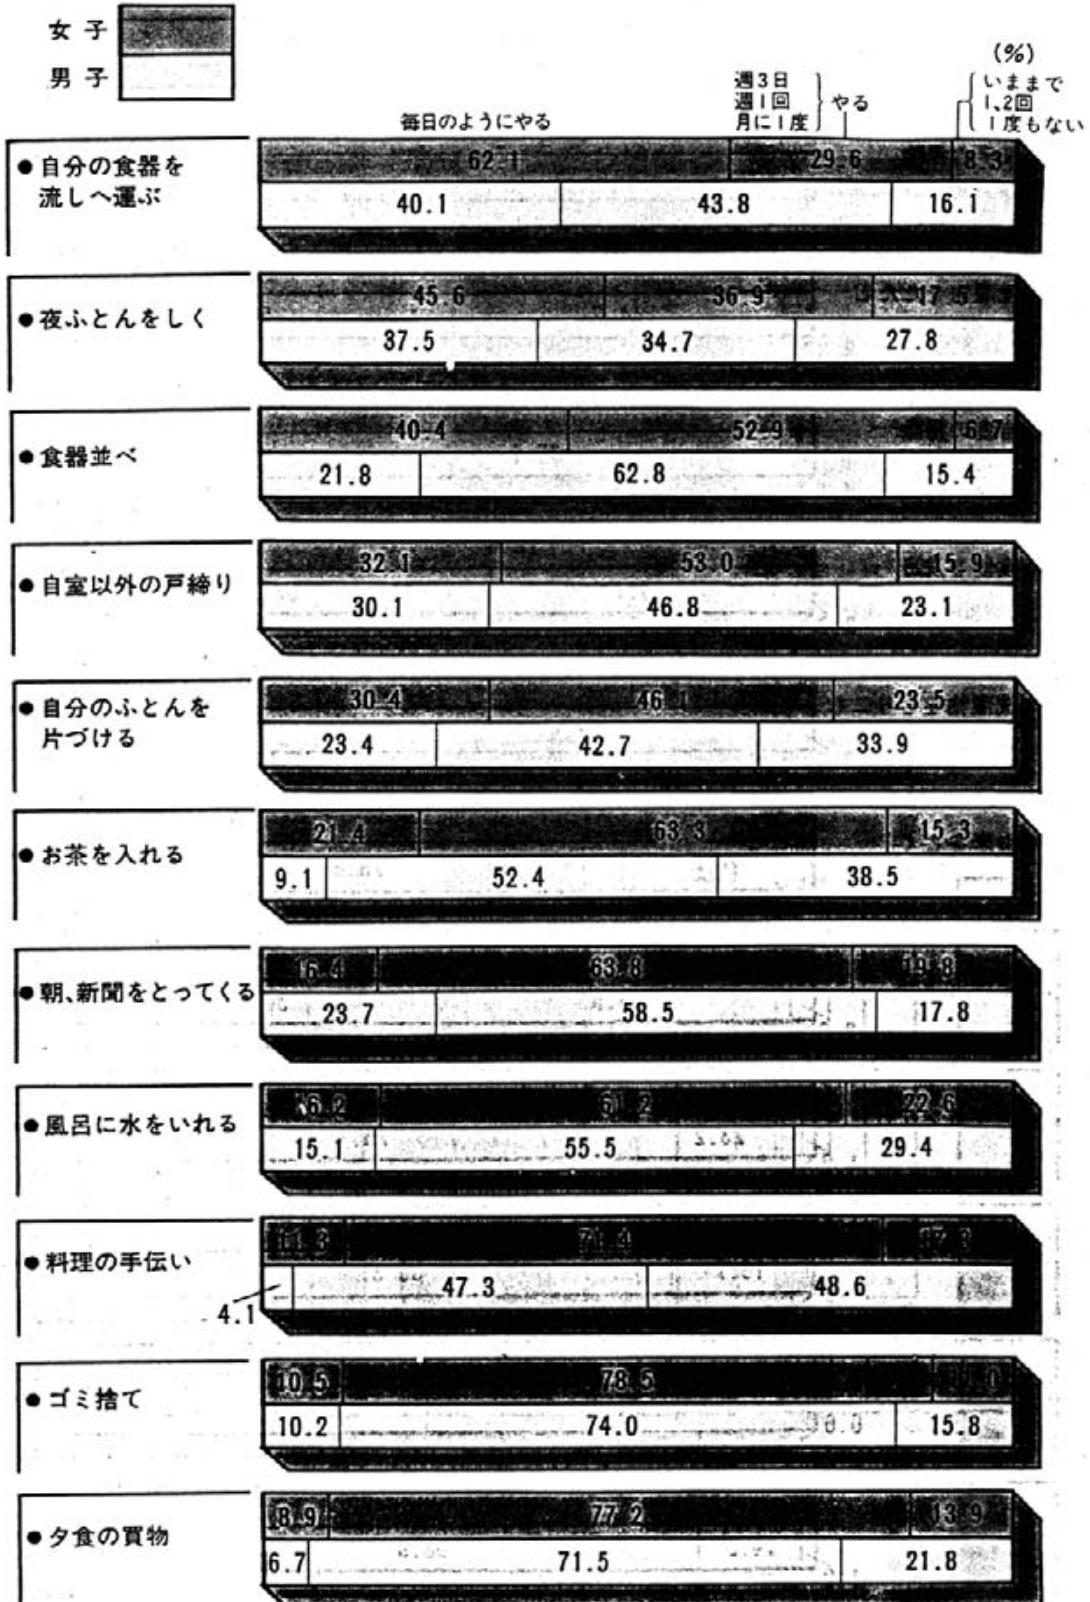 女子
男子
(%)
毎日のようにやる
週3日
週1回
月に1度
やる
いままで
1、2回
1度もない
●自分の食器を
流しへ運ぶ
62.1 29.6 8.3
40.1 43.8 16.1
●夜ふとんをしく
45.6 36.9 17.5
37.5 34.7 27.8
●食器並べ
40.4 52.9 6.7
21.8 62.8 15.4
●自室以外の戸締り
32.1 53.0 15.9
30.1 46.8 23.1
●自分のふとんを
片づける
30.4 46.1 23.5
23.4 42.7 33.9
●お茶を入れる
21.4 63.3 15.3
9.1 52.4 38.5
●朝、新聞をとってくる
16.4 63.8 19.8
23.7 58.5 17.8
●風呂に水をいれる
16.2 61.2 22.6
15.1 55.5 29.4
●料理の手伝い
11.3 71.4 17.3
4.1 47.3 48.6
●ゴミ捨て
10.5 78.5
10.2 74.0 15.8
●夕食の買物
8.9 77.2 13.9
6.7 71.5 21.8